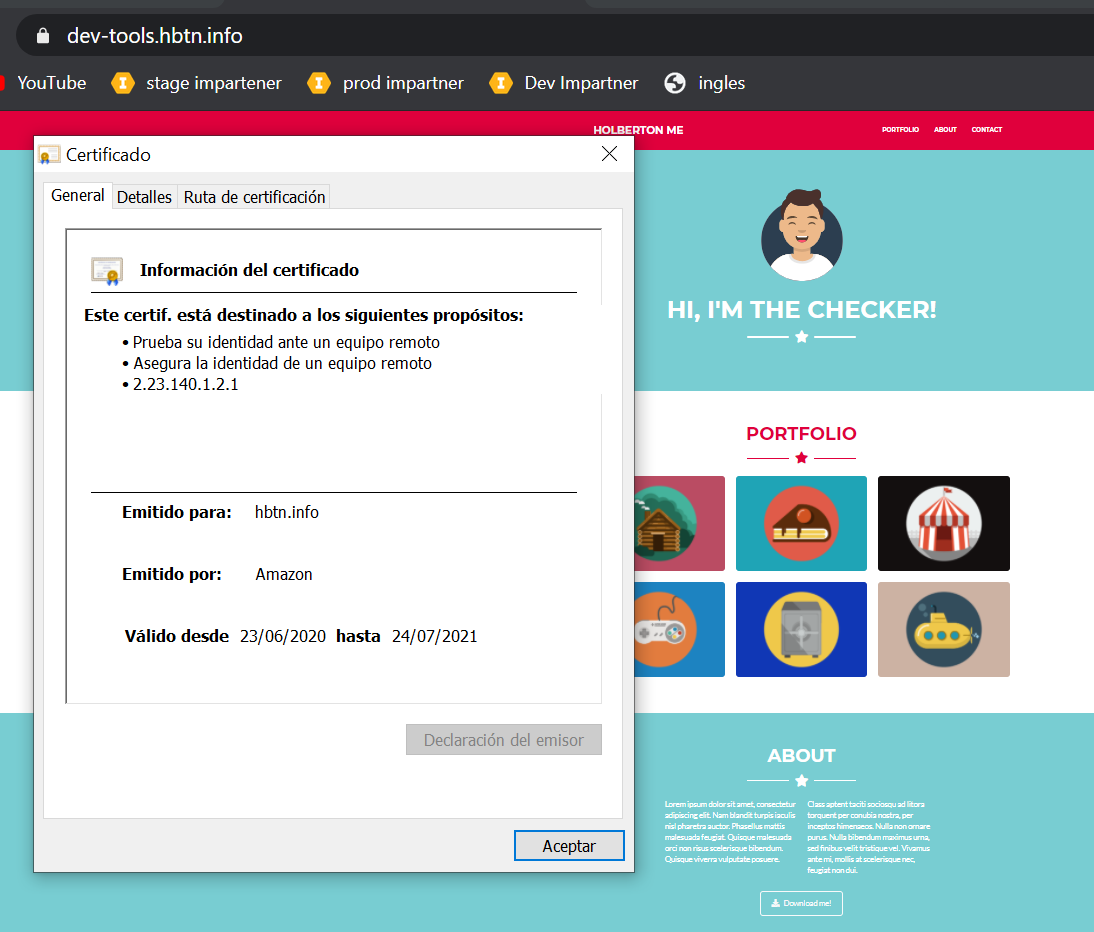 dev-tools.hbtn.info
YouTube stage impartener prod impartner Dev Impartner ingles
HOLBERTON ME PORTFOLIO ABOUT CONTACT
Certificado
General Detalles Ruta de certificación
Información del certificado
Este certif. está destinado a los siguientes propósitos:
• Prueba su identidad ante un equipo remoto
• Asegura la identidad de un equipo remoto
• 2.23.140.1.2.1
Emitido para: hbtn.info
Emitido por: Amazon
Válido desde 23/06/2020 hasta 24/07/2021
Declaración del emisor
Aceptar
HI, I'M THE CHECKER!
PORTFOLIO
ABOUT
Lorem ipsum dolor sit amet, consectetur
adipiscing elit. Nam blandit turpis iaculis
nisl pharetra auctor. Phasellus mattis
malesuada feugiat. Quisque malesuada
orci non risus scelerisque bibendum.
Quisque viverra vulputate posuere.
Class aptent taciti sociosqu ad litora
torquent per conubia nostra, per
inceptos himenaeos. Nulla non ornare
purus. Nulla bibendum maximus urna,
sed finibus velit tristique vel. Vivamus
ante mi, mollis at scelerisque nec,
feugiat non dui.
Download me!